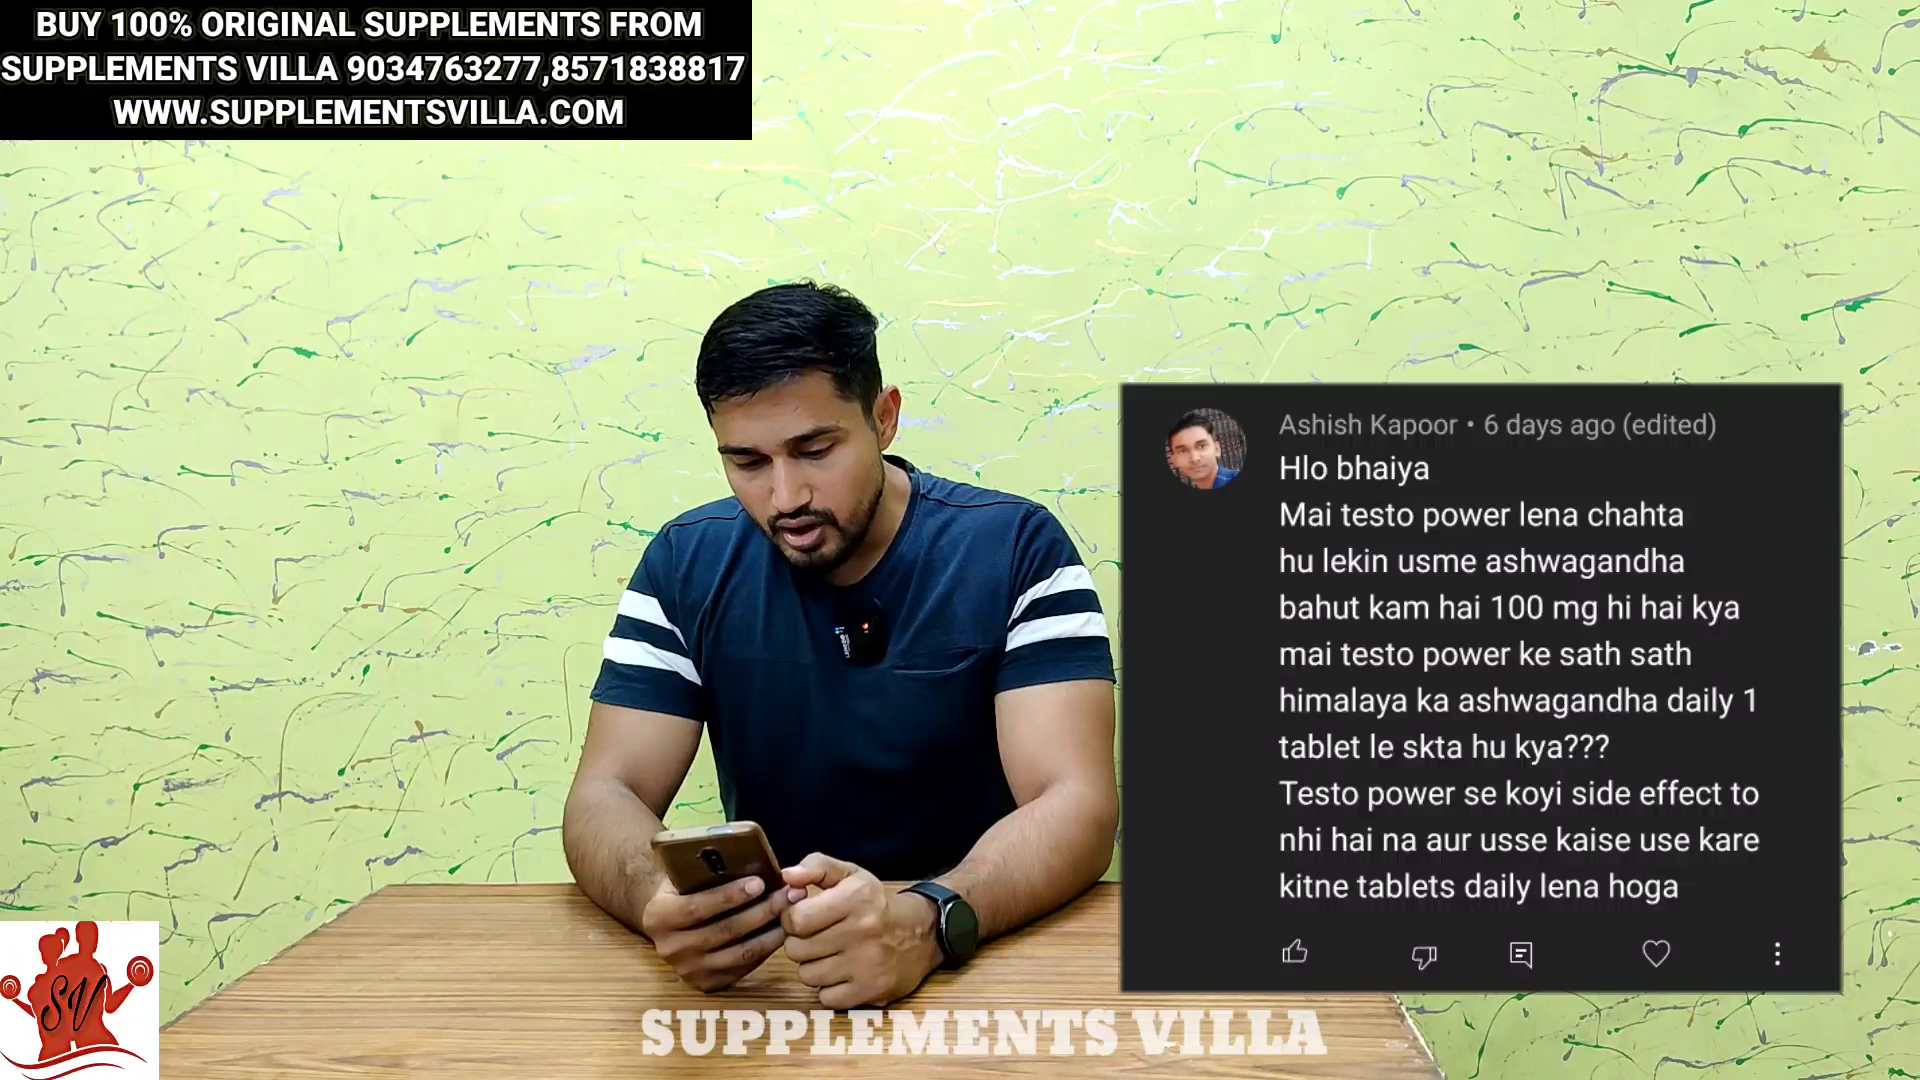 BUY 100% ORIGINAL SUPPLEMENTS FROM
SUPPLEMENTS VILLA 9034763277,8571838817
WWW.SUPPLEMENTSVILLA.COM
Ashish Kapoor • 6 days ago (edited)
Hlo bhaiya
Mai testo power lena chahta
hu lekin usme ashwagandha
bahut kam hai 100 mg hi hai kya
mai testo power ke sath sath
himalaya ka ashwagandha daily 1
tablet le skta hu kya???
Testo power se koyi side effect to
nhi hai na aur usse kaise use kare
kitne tablets daily lena hoga
SV
SUPPLEMENTS VILLA